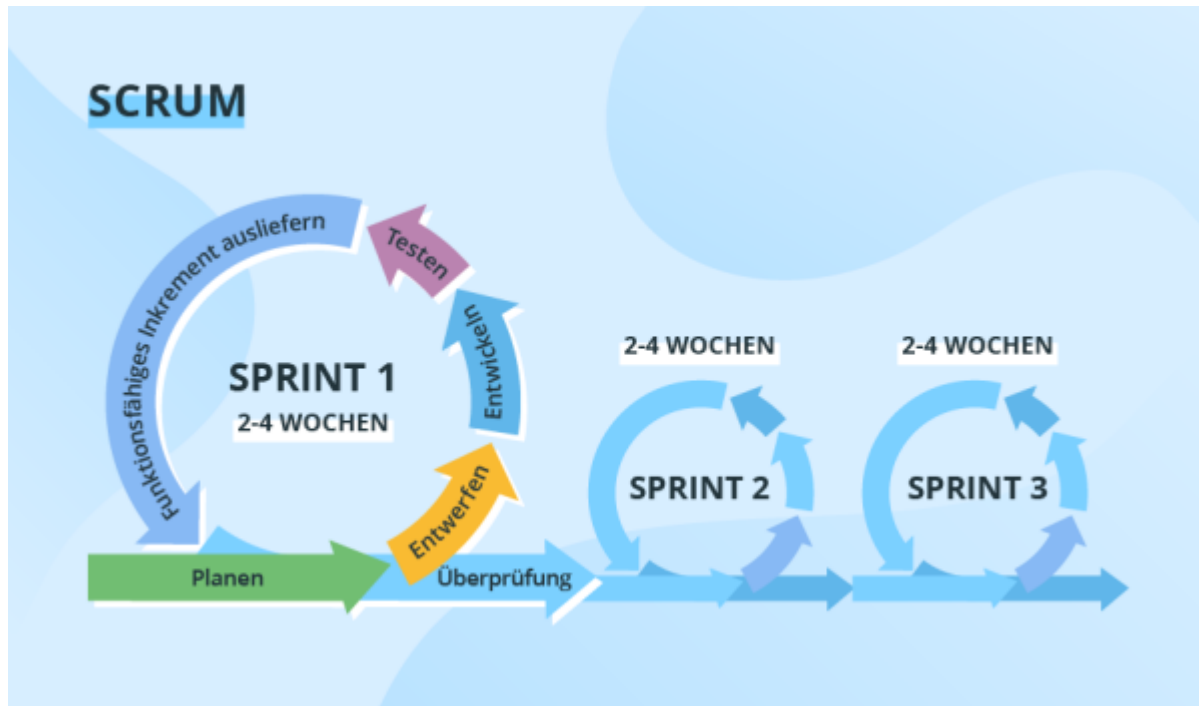 SCRUM
Funktionsfähiges Inkrement ausliefern
Testen
Entwickeln
Entwerfen
SPRINT 1
2-4 WOCHEN
Planen
Überprüfung
2-4 WOCHEN
SPRINT 2
2-4 WOCHEN
SPRINT 3